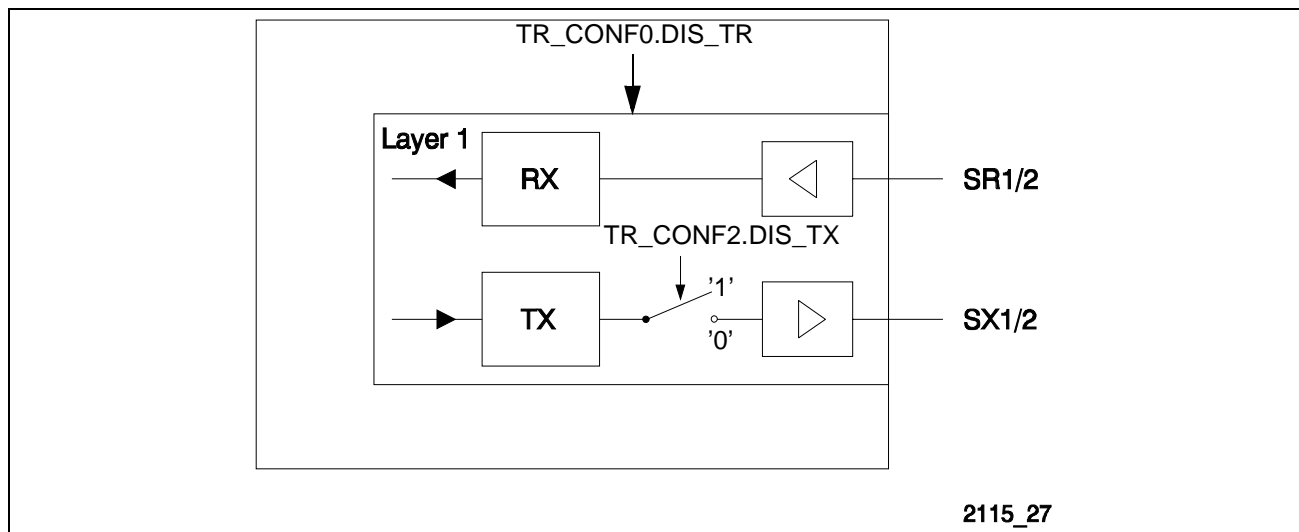 TR_CONF0.DIS_TR
Layer 1
RX
SR1/2
TR_CONF2.DIS_TX
TX
’1’
’0’
SX1/2
2115_27